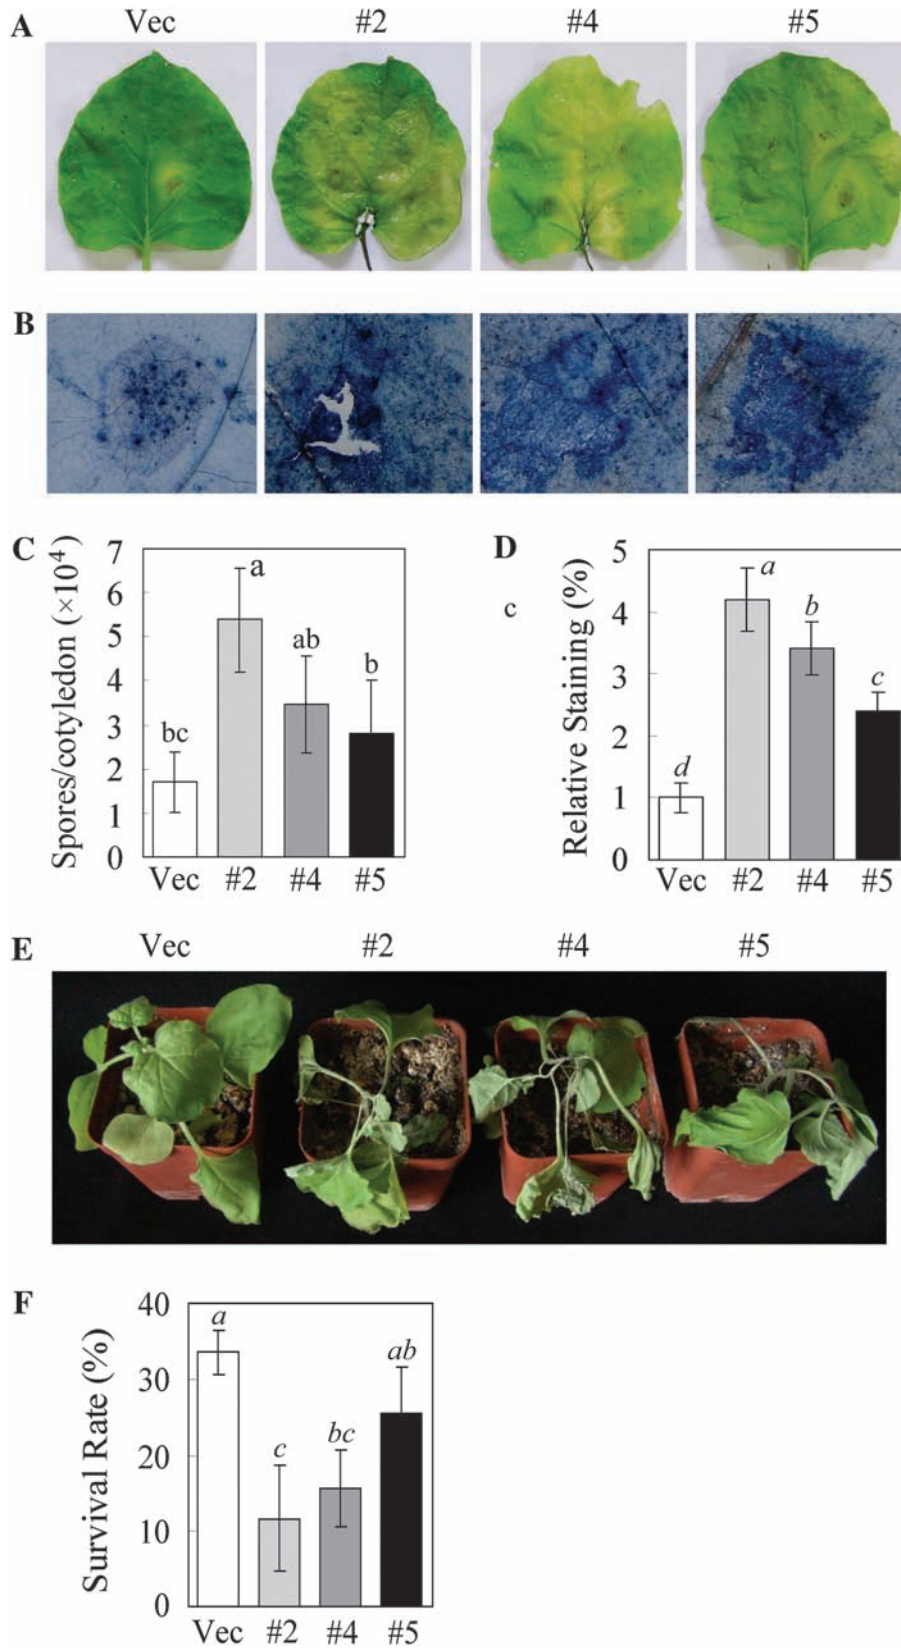 A Vec #2 #4 #5
B
C
Spores/cotyledon (×10⁴)
7
6
5
4
3
2
1
0
bc a ab b
Vec #2 #4 #5
D
c
Relative Staining (%)
5
4
3
2
1
0
d a b c
Vec #2 #4 #5
E Vec #2 #4 #5
F
Survival Rate (%)
40
30
20
10
0
a c bc ab
Vec #2 #4 #5